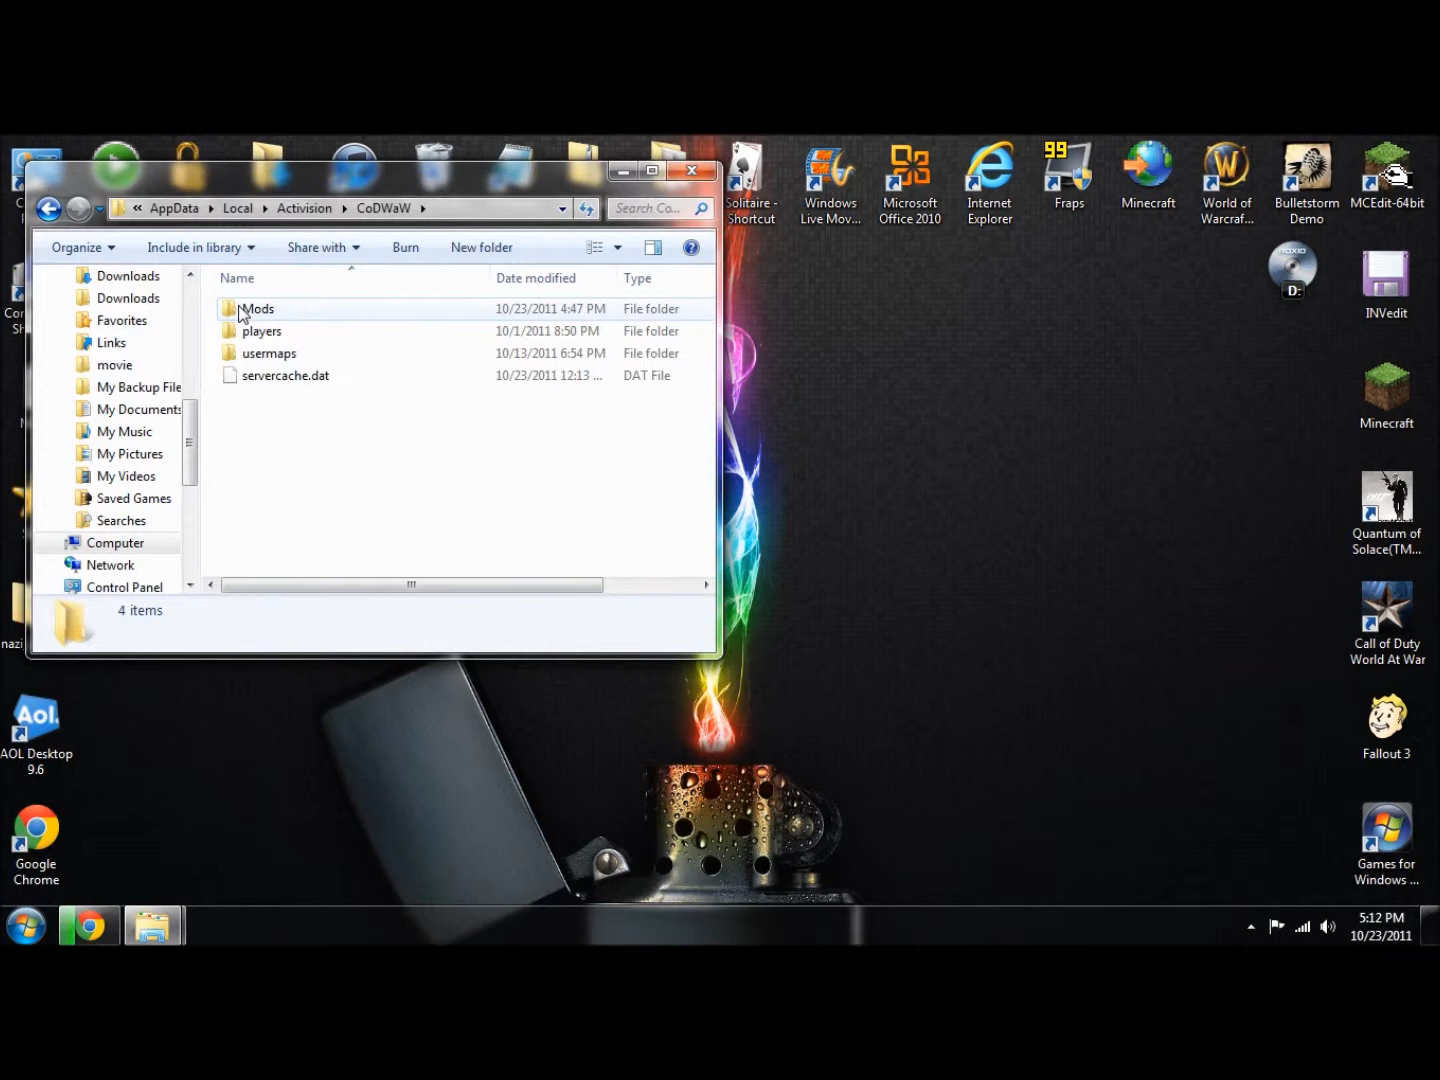 « AppData ▸ Local ▸ Activision ▸ CoDWaW ▸
Search Co...
Organize
Include in library
Share with
Burn
New folder
Name
Date modified
Type
Mods
10/23/2011 4:47 PM
File folder
players
10/1/2011 8:50 PM
File folder
usermaps
10/13/2011 6:54 PM
File folder
servercache.dat
10/23/2011 12:13 ...
DAT File
Downloads
Downloads
Favorites
Links
movie
My Backup File
My Documents
My Music
My Pictures
My Videos
Saved Games
Searches
Computer
Network
Control Panel
4 items
Solitaire -
Shortcut
Windows
Live Mov...
Microsoft
Office 2010
Internet
Explorer
99
Fraps
Minecraft
World of
Warcraf...
Bulletstorm
Demo
MCEdit-64bit
ROXIO
D:
INVedit
Minecraft
Quantum of
Solace(TM...
Call of Duty
World At War
Fallout 3
Games for
Windows ...
Aol.
AOL Desktop
9.6
Google
Chrome
5:12 PM
10/23/2011